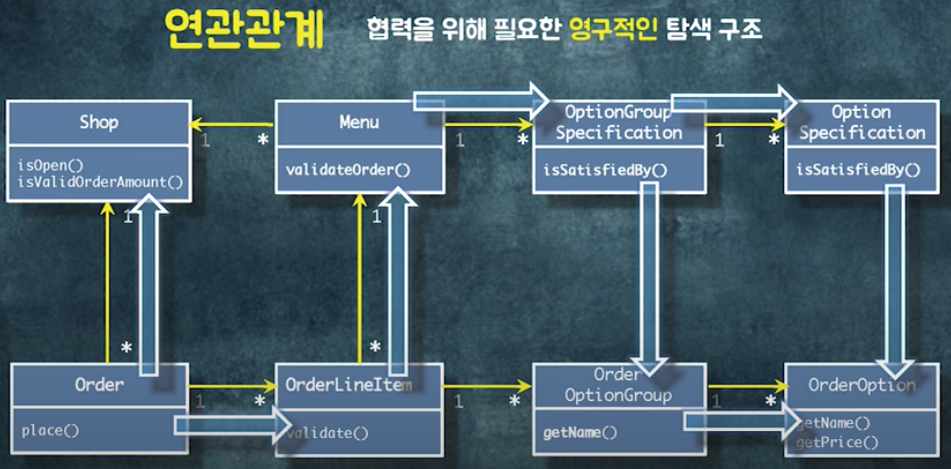 연관관계 협력을 위해 필요한 영구적인 탐색 구조
Shop
isOpen()
isValidOrderAmount()
Menu
validateOrder()
OptionGroup
Specification
isSatisfiedBy()
Option
Specification
isSatisfiedBy()
1 * 1 * 1 *
1 1
* *
Order
place()
OrderLineItem
validate()
Order
OptionGroup
getName()
OrderOption
getName()
getPrice()
1 * 1 * 1 *